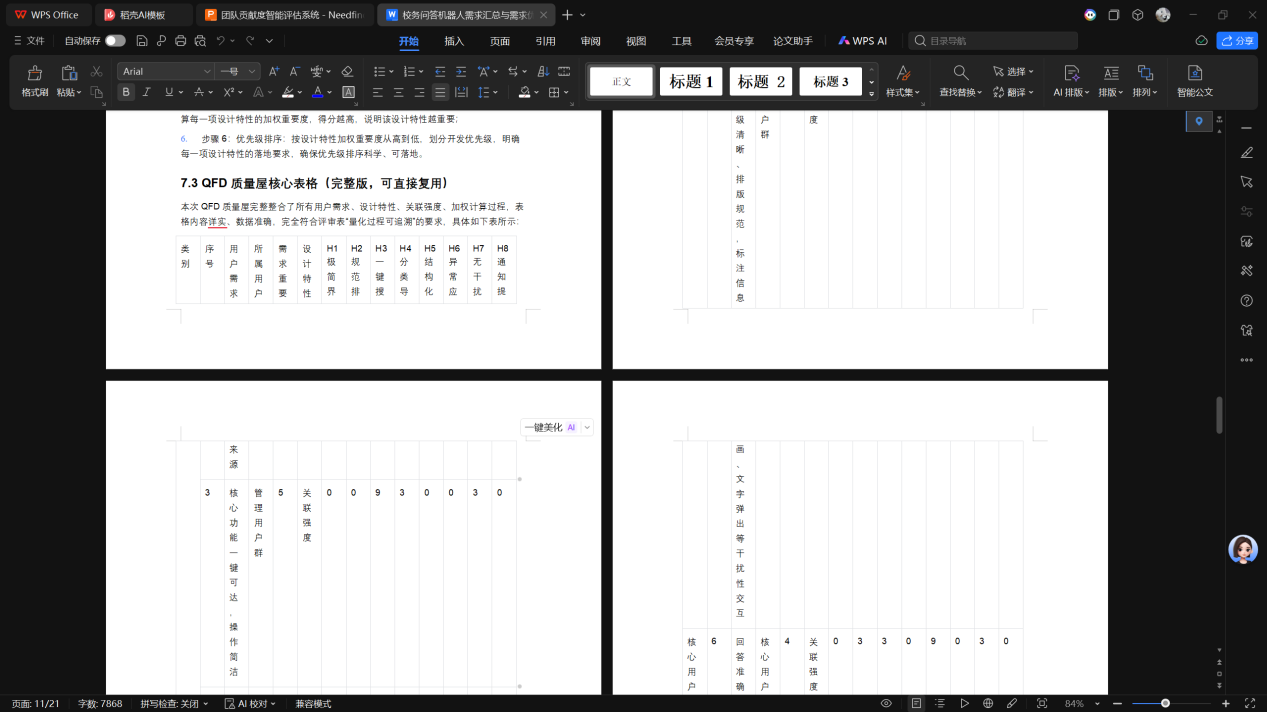 WPS Office
稻壳AI模板
团队贡献度智能评估系统 - Needfin
校务问答机器人需求汇总与需求
文件
自动保存
开始
插入
页面
引用
审阅
视图
工具
会员专享
论文助手
WPS AI
目录导航
分享
格式刷
粘贴
Arial
一号
正文
标题 1
标题 2
标题 3
样式集
查找替换
选择
翻译
AI 排版
排版
排列
智能公文
算每一项设计特性的加权重要度，得分越高，说明该设计特性越重要；
6. 步骤 6：优先级排序：按设计特性加权重要度从高到低，划分开发优先级，明确
每一项设计特性的落地要求，确保优先级排序科学、可落地。
7.3 QFD 质量屋核心表格（完整版，可直接复用）
本次 QFD 质量屋完整整合了所有用户需求、设计特性、关联强度、加权计算过程，表
格内容详实、数据准确，完全符合评审表“量化过程可追溯”的要求，具体如下表所示：
类别
序号
用户需求
所属用户
需求重要
设计特性
H1 极简界
H2 规范排
H3 一键搜
H4 分类导
H5 结构化
H6 异常应
H7 无干扰
H8 通知提
级清晰、排版规范，标注信息
户群
度
来源
3
核心功能一键可达，操作简洁
管理用户群
5
关联强度
0 0 9 3 0 0 3 0
一键美化 AI
画、文字弹出等干扰性交互
核心用户
6
回答准确
核心用户
4
关联强度
0 3 3 0 9 0 3 0
页面: 11/21
字数: 7868
拼写检查: 关闭
AI 校对
兼容模式
84%